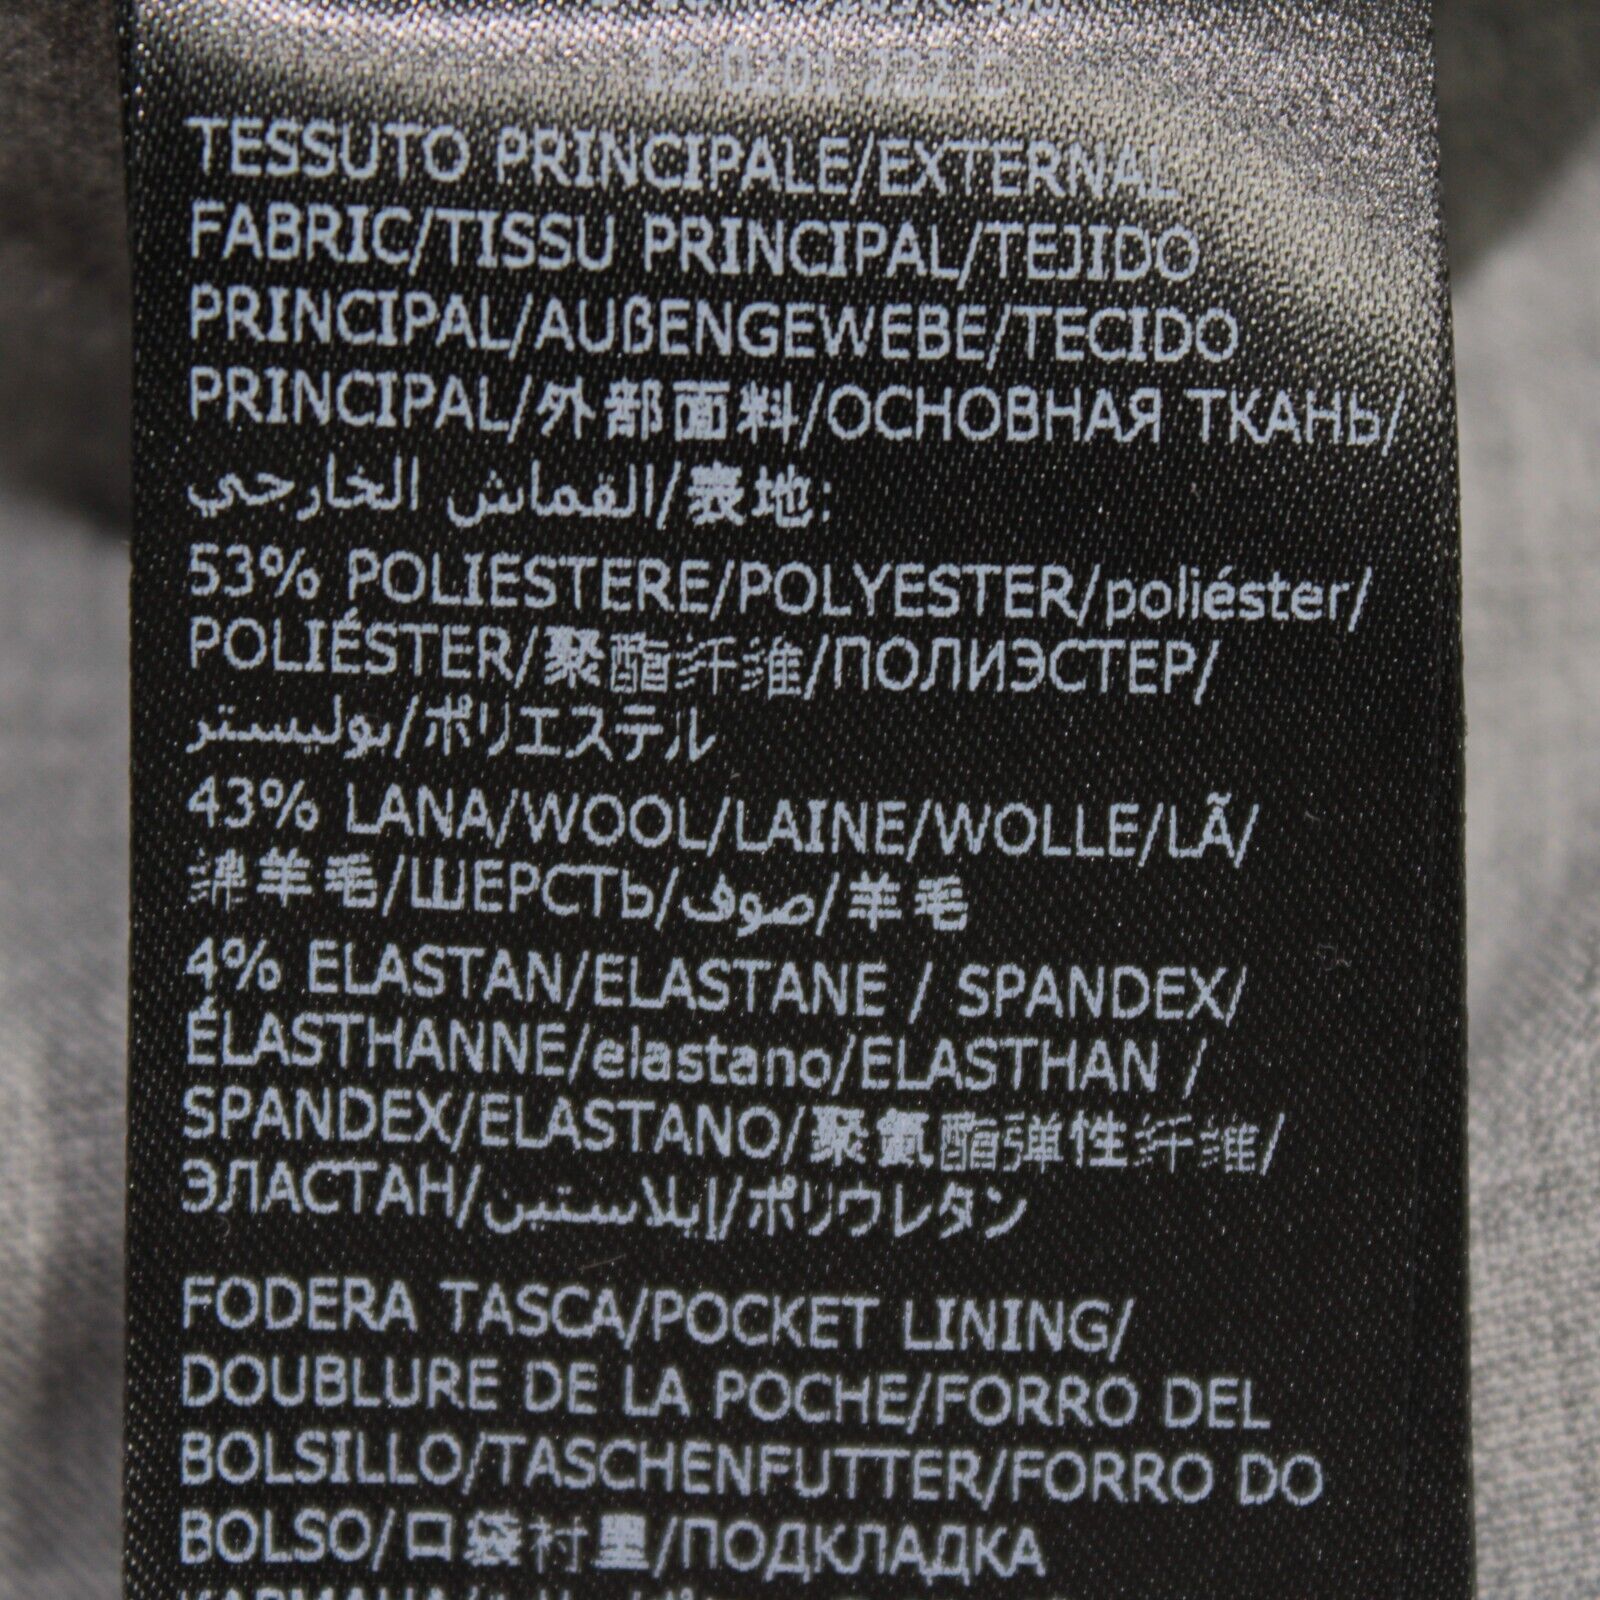 12 0201 222 C
TESSUTO PRINCIPALE/EXTERNAL
FABRIC/TISSU PRINCIPAL/TEJIDO
PRINCIPAL/AUßENGEWEBE/TECIDO
PRINCIPAL/外部面料/ОСНОВНАЯ ТКАНЬ/
القماش الخارجي/表地:
53% POLIESTERE/POLYESTER/poliéster/
POLIÉSTER/聚酯纤维/ПОЛИЭСТЕР/
بوليستر/ポリエステル
43% LANA/WOOL/LAINE/WOLLE/LÃ/
绵羊毛/ШЕРСТЬ/صوف/羊毛
4% ELASTAN/ELASTANE / SPANDEX/
ÉLASTHANNE/elastano/ELASTHAN /
SPANDEX/ELASTANO/聚氨酯弹性纤维/
ЭЛАСТАН/إيلاستين/ポリウレタン
FODERA TASCA/POCKET LINING/
DOUBLURE DE LA POCHE/FORRO DEL
BOLSILLO/TASCHENFUTTER/FORRO DO
BOLSO/口袋衬里/ПОДКЛАДКА